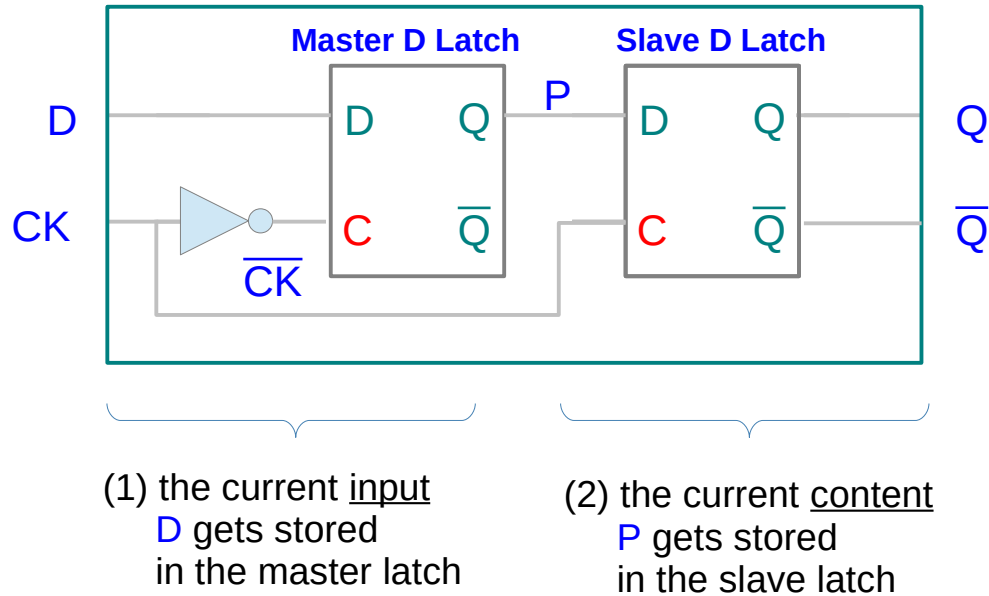 Master D Latch
Slave D Latch
D
D
Q
P
D
Q
Q
CK
C
Q̅
C
Q̅
Q̅
C̅K̅
(1) the current input
D gets stored
in the master latch
(2) the current content
P gets stored
in the slave latch